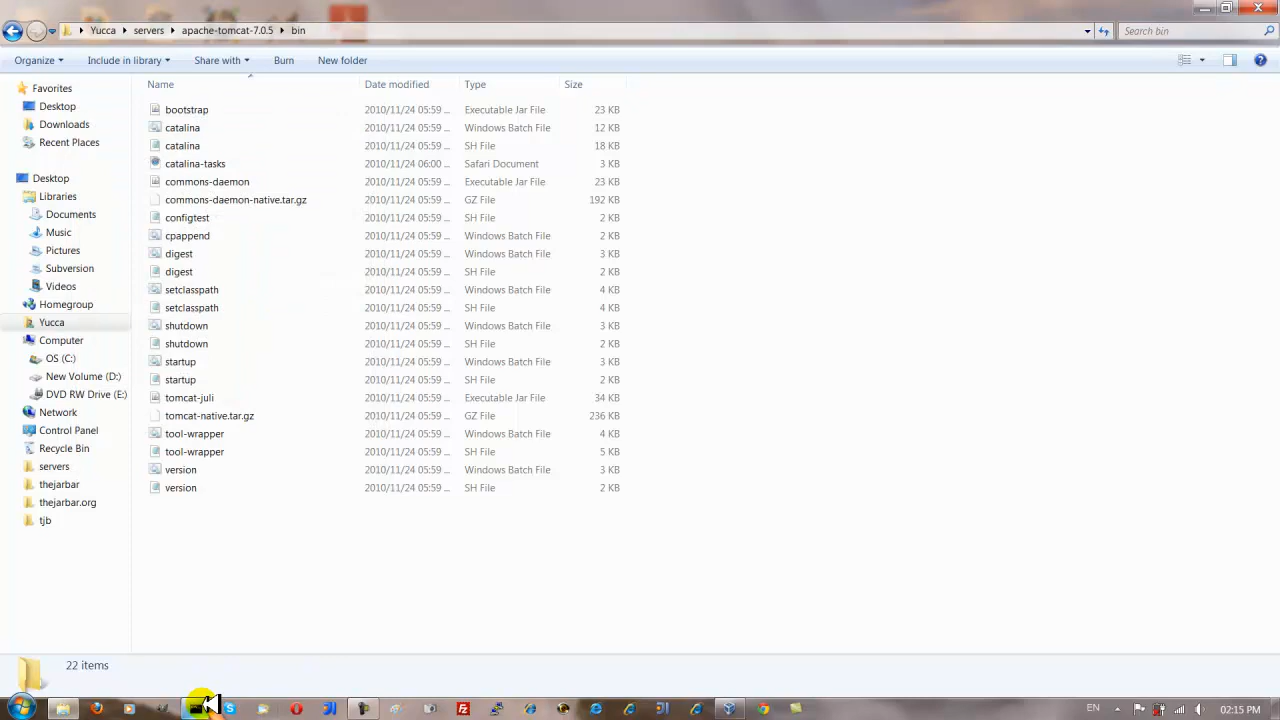 Yucca servers apache-tomcat-7.0.5 bin Search bin
Organize Include in library Share with Burn New folder
Name Date modified Type Size
Favorites
Desktop
Downloads
Recent Places
Desktop
Libraries
Documents
Music
Pictures
Subversion
Videos
Homegroup
Yucca
Computer
OS (C:)
New Volume (D:)
DVD RW Drive (E:)
Network
Control Panel
Recycle Bin
servers
thejarbar
thejarbar.org
tjb
bootstrap 2010/11/24 05:59 ... Executable Jar File 23 KB
catalina 2010/11/24 05:59 ... Windows Batch File 12 KB
catalina 2010/11/24 05:59 ... SH File 18 KB
catalina-tasks 2010/11/24 06:00 ... Safari Document 3 KB
commons-daemon 2010/11/24 05:59 ... Executable Jar File 23 KB
commons-daemon-native.tar.gz 2010/11/24 05:59 ... GZ File 192 KB
configtest 2010/11/24 05:59 ... SH File 2 KB
cpappend 2010/11/24 05:59 ... Windows Batch File 2 KB
digest 2010/11/24 05:59 ... Windows Batch File 3 KB
digest 2010/11/24 05:59 ... SH File 2 KB
setclasspath 2010/11/24 05:59 ... Windows Batch File 4 KB
setclasspath 2010/11/24 05:59 ... SH File 4 KB
shutdown 2010/11/24 05:59 ... Windows Batch File 3 KB
shutdown 2010/11/24 05:59 ... SH File 2 KB
startup 2010/11/24 05:59 ... Windows Batch File 3 KB
startup 2010/11/24 05:59 ... SH File 2 KB
tomcat-juli 2010/11/24 05:59 ... Executable Jar File 34 KB
tomcat-native.tar.gz 2010/11/24 05:59 ... GZ File 236 KB
tool-wrapper 2010/11/24 05:59 ... Windows Batch File 4 KB
tool-wrapper 2010/11/24 05:59 ... SH File 5 KB
version 2010/11/24 05:59 ... Windows Batch File 3 KB
version 2010/11/24 05:59 ... SH File 2 KB
22 items
EN 02:15 PM